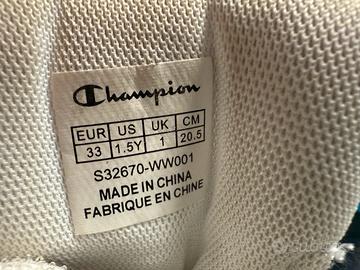 Champion
EUR US UK CM
33 1.5Y 1 20.5
S32670-WW001
MADE IN CHINA
FABRIQUE EN CHINE
subito